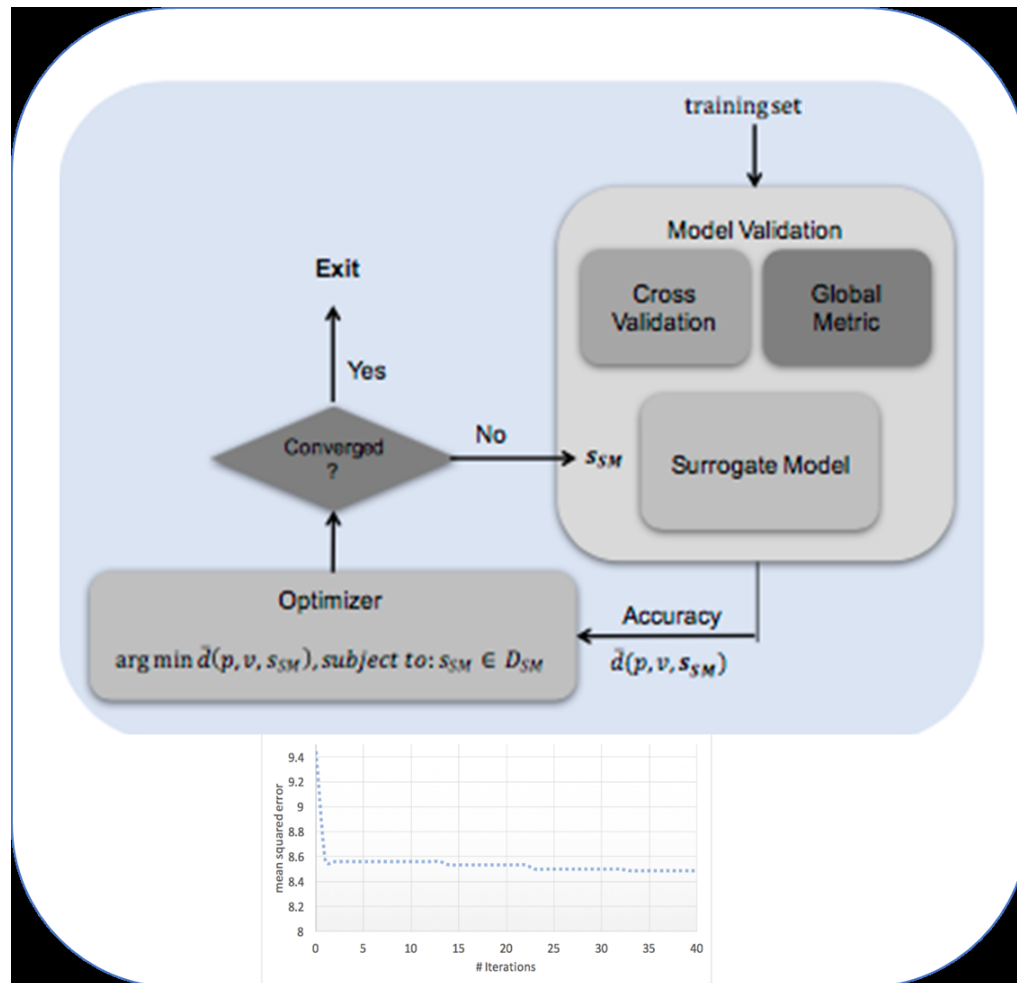 training set
Model Validation
Cross
Validation
Global
Metric
Surrogate Model
Exit
Yes
Converged
?
No
s_SM
Optimizer
arg min d̄(p, v, s_SM), subject to: s_SM ∈ D_SM
Accuracy
d̄(p, v, s_SM)
9.4
9.2
9
8.8
8.6
8.4
8.2
8
mean squared error
0 5 10 15 20 25 30 35 40
# Iterations